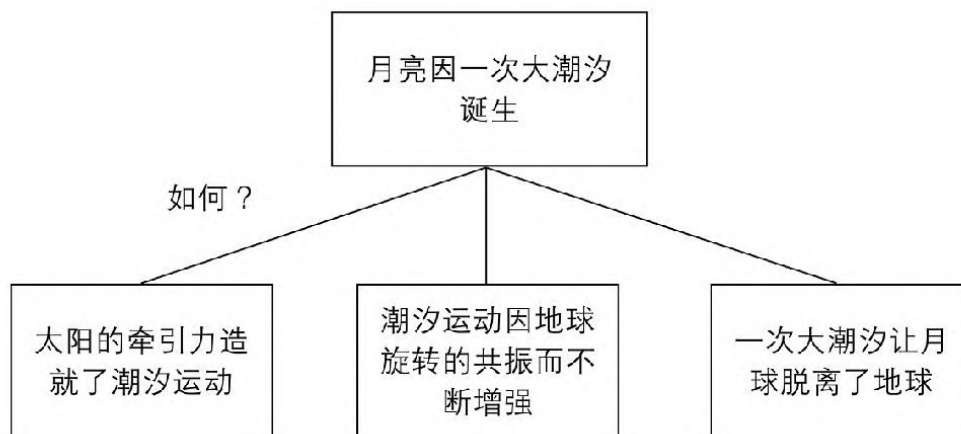 月亮因一次大潮汐
诞生
如何？
太阳的牵引力造
就了潮汐运动
潮汐运动因地球
旋转的共振而不
断增强
一次大潮汐让月
球脱离了地球